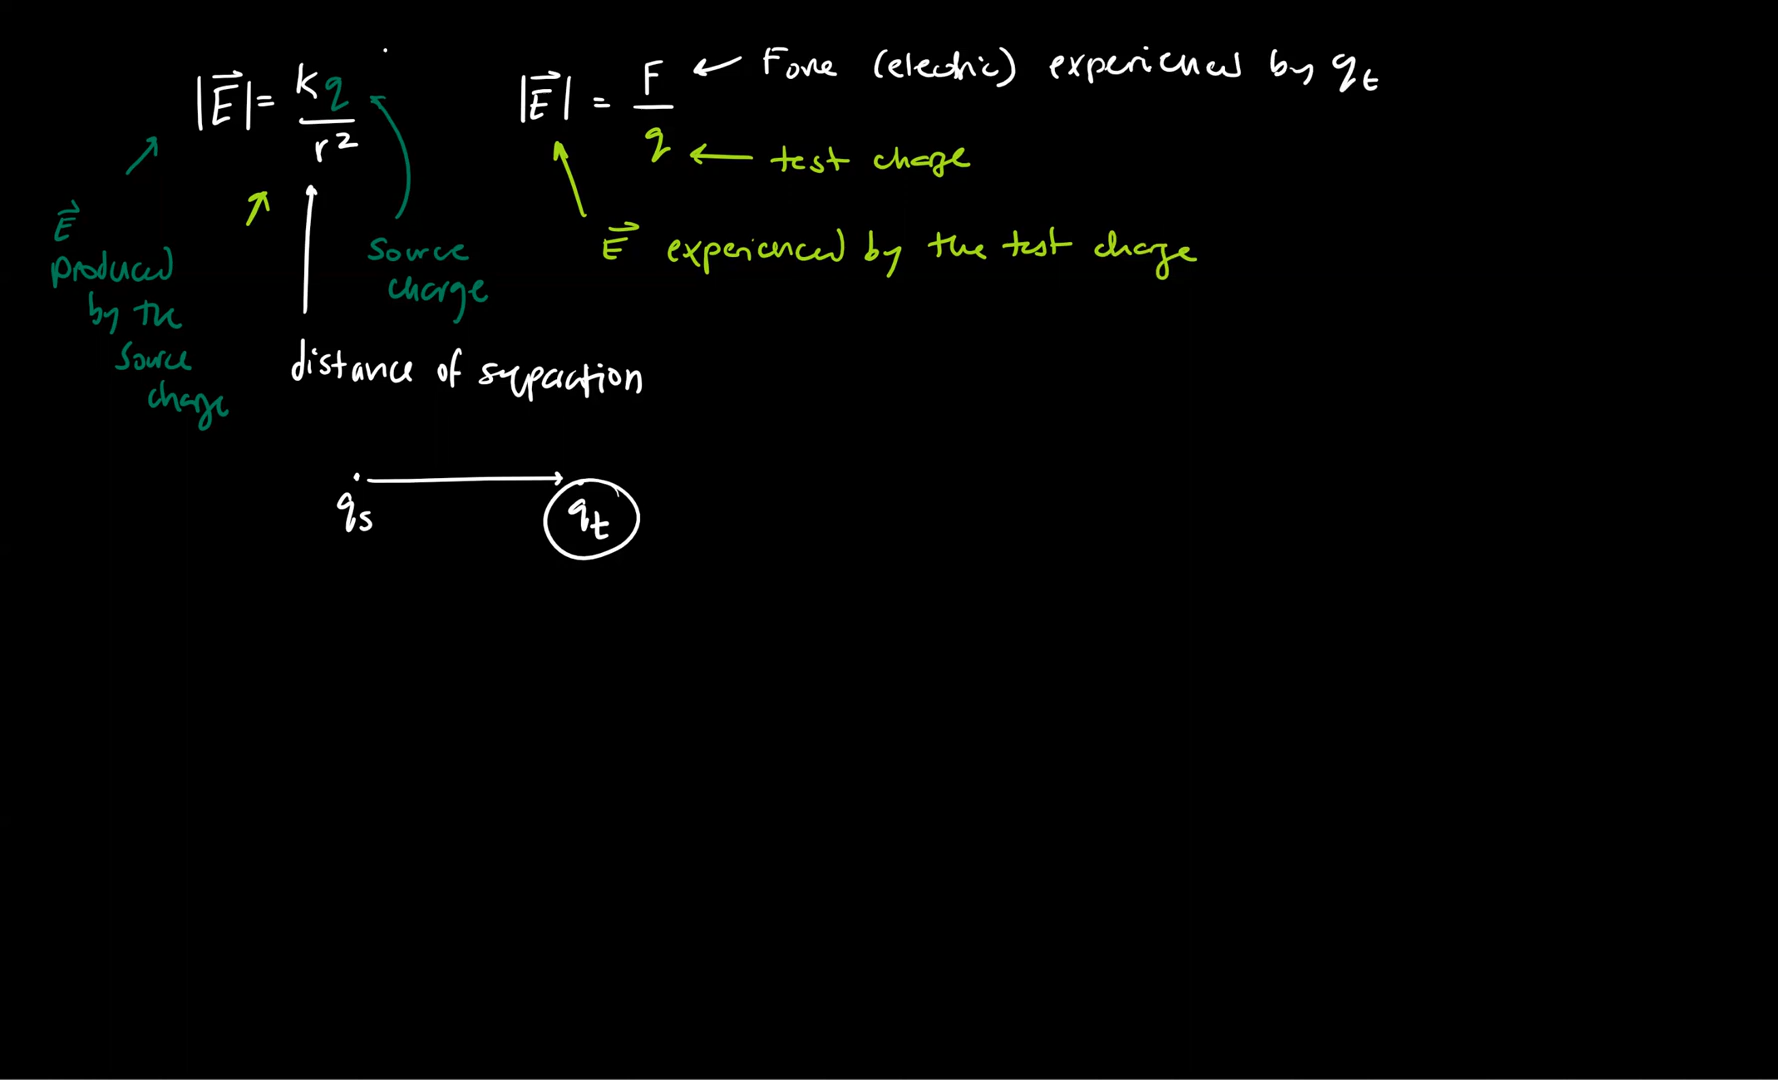 |E⃗| = kq / r²
|E⃗| = F / q
← Force (electric) experienced by qt
← test charge
E⃗ experienced by the test charge
E⃗
produced
by the
source
charge
source
charge
distance of separation
qs
qt